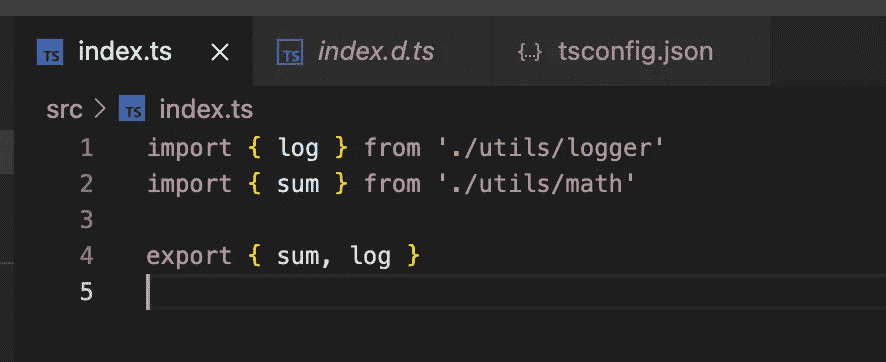 TS index.ts × TS index.d.ts {..} tsconfig.json
src > TS index.ts
1 import { log } from './utils/logger'
2 import { sum } from './utils/math'
3
4 export { sum, log }
5